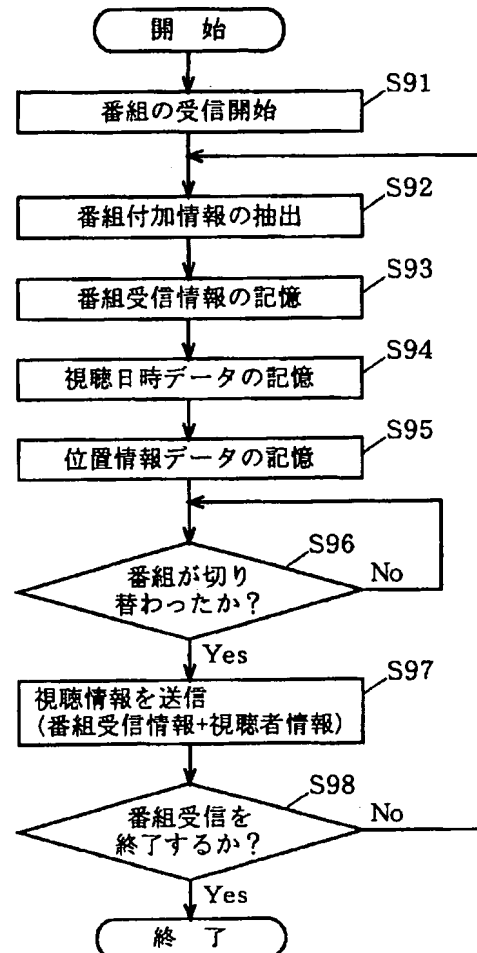 開 始
S91
番組の受信開始
S92
番組付加情報の抽出
S93
番組受信情報の記憶
S94
視聴日時データの記憶
S95
位置情報データの記憶
S96
番組が切り
替わったか？
No
Yes
S97
視聴情報を送信
(番組受信情報+視聴者情報)
S98
番組受信を
終了するか？
No
Yes
終 了